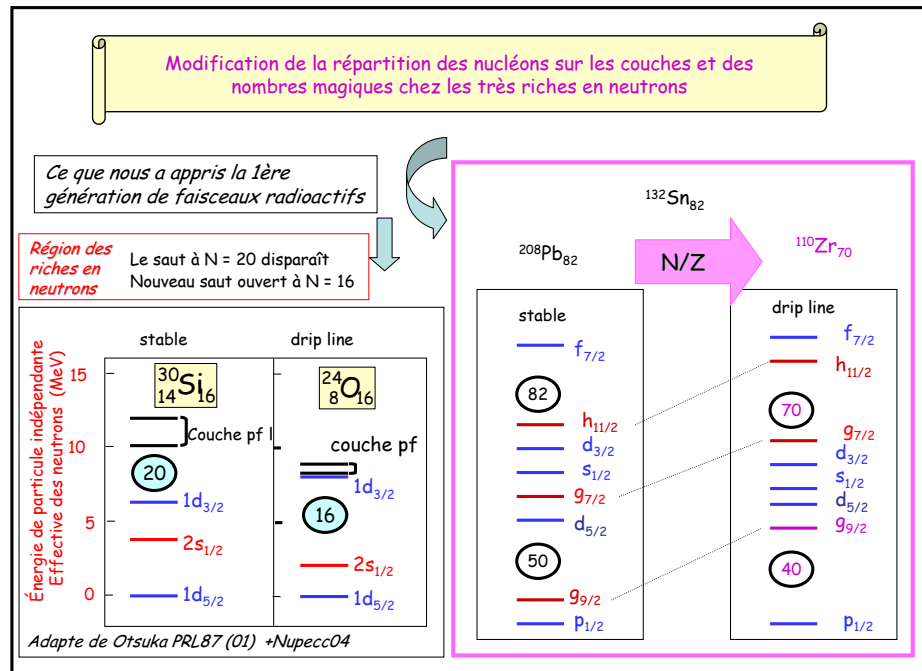 Modification de la répartition des nucléons sur les couches et des
nombres magiques chez les très riches en neutrons
Ce que nous a appris la 1ère
génération de faisceaux radioactifs
Région des
riches en
neutrons
Le saut à N = 20 disparaît
Nouveau saut ouvert à N = 16
Énergie de particule indépendante
Effective des neutrons (MeV)
stable
drip line
15
10
5
0
30 14 Si 16
24 8 O 16
Couche pf l
20
1d3/2
2s1/2
1d5/2
couche pf
1d3/2
16
2s1/2
1d5/2
Adapte de Otsuka PRL87 (01) +Nupecc04
132Sn82
208Pb82
N/Z
110Zr70
stable
f7/2
82
h11/2
d3/2
s1/2
g7/2
d5/2
50
g9/2
p1/2
drip line
f7/2
h11/2
70
g7/2
d3/2
s1/2
d5/2
g9/2
40
p1/2